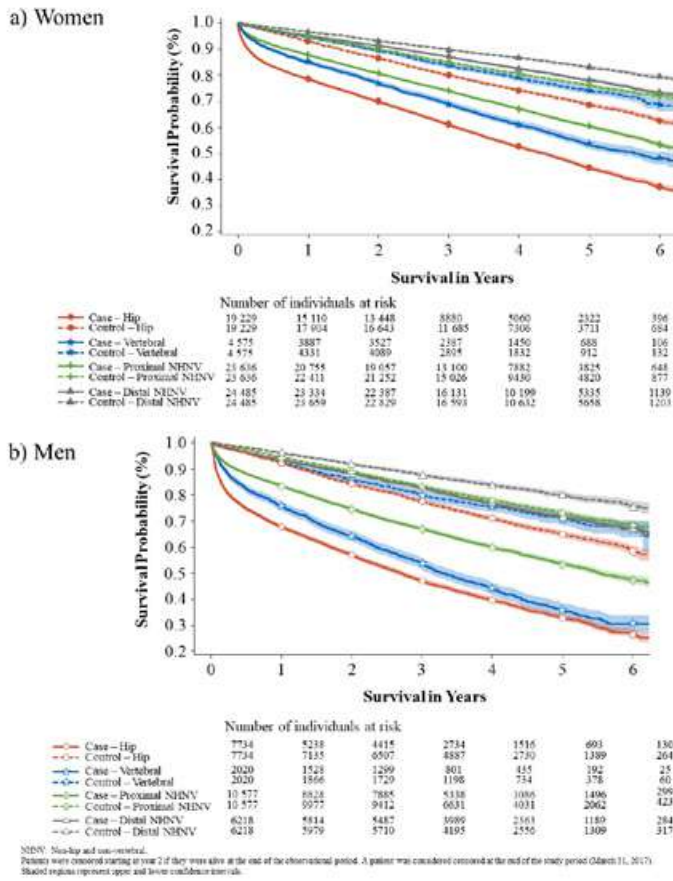 a) Women
Survival Probability (%)
1.0
0.9
0.8
0.7
0.6
0.5
0.4
0.3
0.2
0 1 2 3 4 5 6
Survival in Years
Number of individuals at risk
Case – Hip 19 229 15 110 13 448 8880 5060 2322 396
Control – Hip 19 229 17 904 16 643 11 685 7306 3711 684
Case – Vertebral 4 575 3887 3527 2387 1450 688 106
Control – Vertebral 4 575 4331 4089 2895 1832 912 132
Case – Proximal NHNV 23 636 20 755 19 057 13 100 7882 3825 648
Control – Proximal NHNV 23 636 22 411 21 252 15 026 9430 4820 877
Case – Distal NHNV 24 485 23 334 22 387 16 131 10 199 5335 1139
Control – Distal NHNV 24 485 23 659 22 829 16 593 10 632 5658 1203
b) Men
Survival Probability (%)
1.0
0.9
0.8
0.7
0.6
0.5
0.4
0.3
0.2
0 1 2 3 4 5 6
Survival in Years
Number of individuals at risk
Case – Hip 7734 5238 4415 2734 1516 693 130
Control – Hip 7734 7135 6507 4887 2730 1389 264
Case – Vertebral 2020 1528 1299 801 435 192 25
Control – Vertebral 2020 1866 1729 1198 734 378 60
Case – Proximal NHNV 10 577 8828 7885 5338 3086 1496 299
Control – Proximal NHNV 10 577 9977 9412 6631 4031 2062 423
Case – Distal NHNV 6218 5814 5487 3989 2363 1189 284
Control – Distal NHNV 6218 5979 5710 4195 2556 1309 317
NHNV: Non-hip and non-vertebral.
Patients were censored starting at year 2 if they were alive at the end of the observational period. A patient was considered censored at the end of the study period (March 31, 2017).
Shaded regions represent upper and lower confidence intervals.